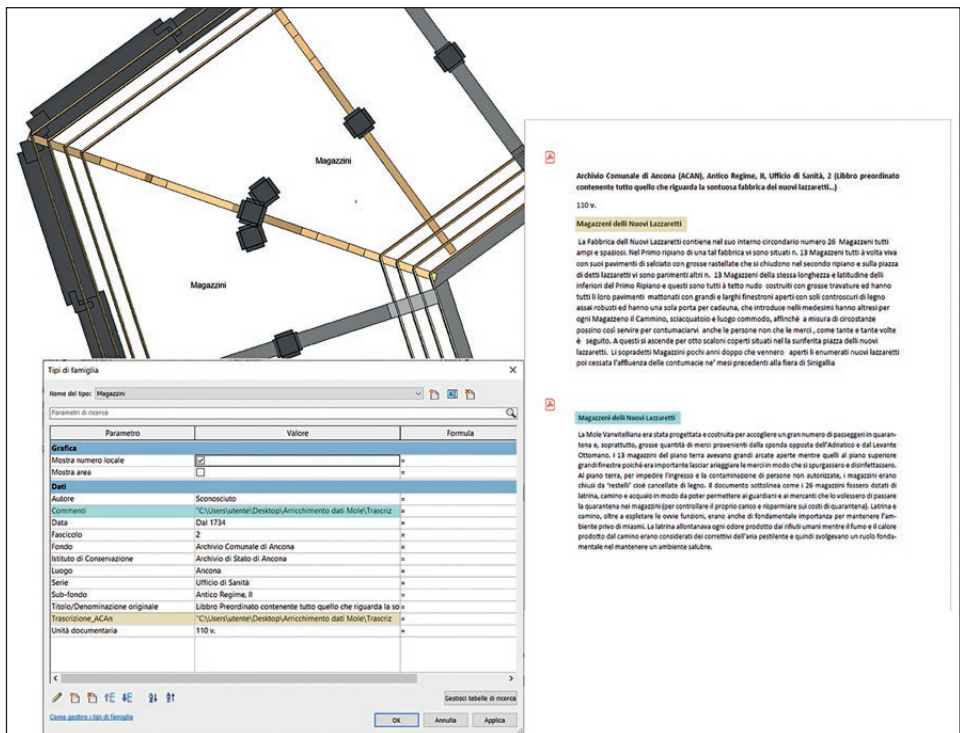 Magazzini
Magazzini
Tipi di famiglia
Nome del tipo: Magazzini
Parametri di ricerca
Parametro Valore Formula
Grafica
Mostra numero locale =
Mostra area =
Dati
Autore Sconosciuto =
Commenti "C:\Users\utente\Desktop\Arricchimento dati Mole\Trascriz =
Data Dal 1734 =
Fascicolo 2 =
Fondo Archivio Comunale di Ancona =
Istituto di Conservazione Archivio di Stato di Ancona =
Luogo Ancona =
Serie Ufficio di Sanità =
Sub-fondo Antico Regime, II =
Titolo/Denominazione originale Libbro Preordinato contenente tutto quello che riguarda la so =
Trascrizione_ACAn "C:\Users\utente\Desktop\Arricchimento dati Mole\Trascriz =
Unità documentaria 110 v. =
Gestisci tabelle di ricerca
Come gestire i tipi di famiglia
OK Annulla Applica
Archivio Comunale di Ancona (ACAN), Antico Regime, II, Ufficio di Sanità, 2 (Libbro preordinato
contenente tutto quello che riguarda la sontuosa fabbrica dei nuovi lazzaretti...)
110 v.
Magazzeni delli Nuovi Lazzaretti
La Fabbrica dell Nuovi Lazzaretti contiene nel suo interno circondario numero 26 Magazzeni tutti
ampi e spaziosi. Nel Primo ripiano di una tal fabbrica vi sono situati n. 13 Magazzeni tutti à volta viva
con suoi pavimenti di selciato con grosse rastellate che si chiudono nel secondo ripiano e sulla piazza
di detti lazzaretti vi sono parimenti altri n. 13 Magazzeni della stessa longhezza e latitudine delli
inferiori del Primo Ripiano e questi sono tutti à tetto nudo costruiti con grosse travature ed hanno
tutti li loro pavimenti mattonati con grandi e larghi finestroni aperti con soli controscuri di legno
assai robusti ed hanno una sola porta per cadauna, che introduce nelli medesimi hanno altresi per
ogni Magazzeno il Cammino, sciacquatoio e luogo commodo, affinchè a misura di circostanze
possino così servire per contumaciarvi anche le persone non che le merci , come tante e tante volte
è seguito. A questi si ascende per otto scaloni coperti situati nel la suriferita piazza delli nuovi
lazzaretti. Li sopradetti Magazzini pochi anni doppo che vennero aperti li enumerati nuovi lazzaretti
poi cessata l'affluenza delle contumacie ne' mesi precedenti alla fiera di Sinigallia
Magazzeni delli Nuovi Lazzaretti
La Mole Vanvitelliana era stata progettata e costruita per accogliere un gran numero di passeggeri in quaran-
tena e, soprattutto, grosse quantità di merci provenienti dalla sponda opposta dell'Adriatico e dal Levante
Ottomano. I 13 magazzini del piano terra avevano grandi arcate aperte mentre quelli al piano superiore
grandi finestre poiché era importante lasciar arieggiare le merci in modo che si spurgassero e disinfettassero.
Al piano terra, per impedire l'ingresso e la contaminazione di persone non autorizzate, i magazzini erano
chiusi da 'restelli' cioè cancellate di legno. Il documento sottolinea come i 26 magazzini fossero dotati di
latrina, camino e acquaio in modo da poter permettere ai guardiani e ai mercanti che lo volessero di passare
la quarantena nei magazzini (per controllare il proprio carico e risparmiare sui costi di quarantena). Latrina e
camino, oltre a espletare le ovvie funzioni, erano anche di fondamentale importanza per mantenere l'am-
biente privo di miasmi. La latrina allontanava ogni odore prodotto dai rifiuti umani mentre il fumo e il calore
prodotto dal camino erano considerati dei correttivi dell'aria pestilente e quindi svolgevano un ruolo fonda-
mentale nel mantenere un ambiente salubre.